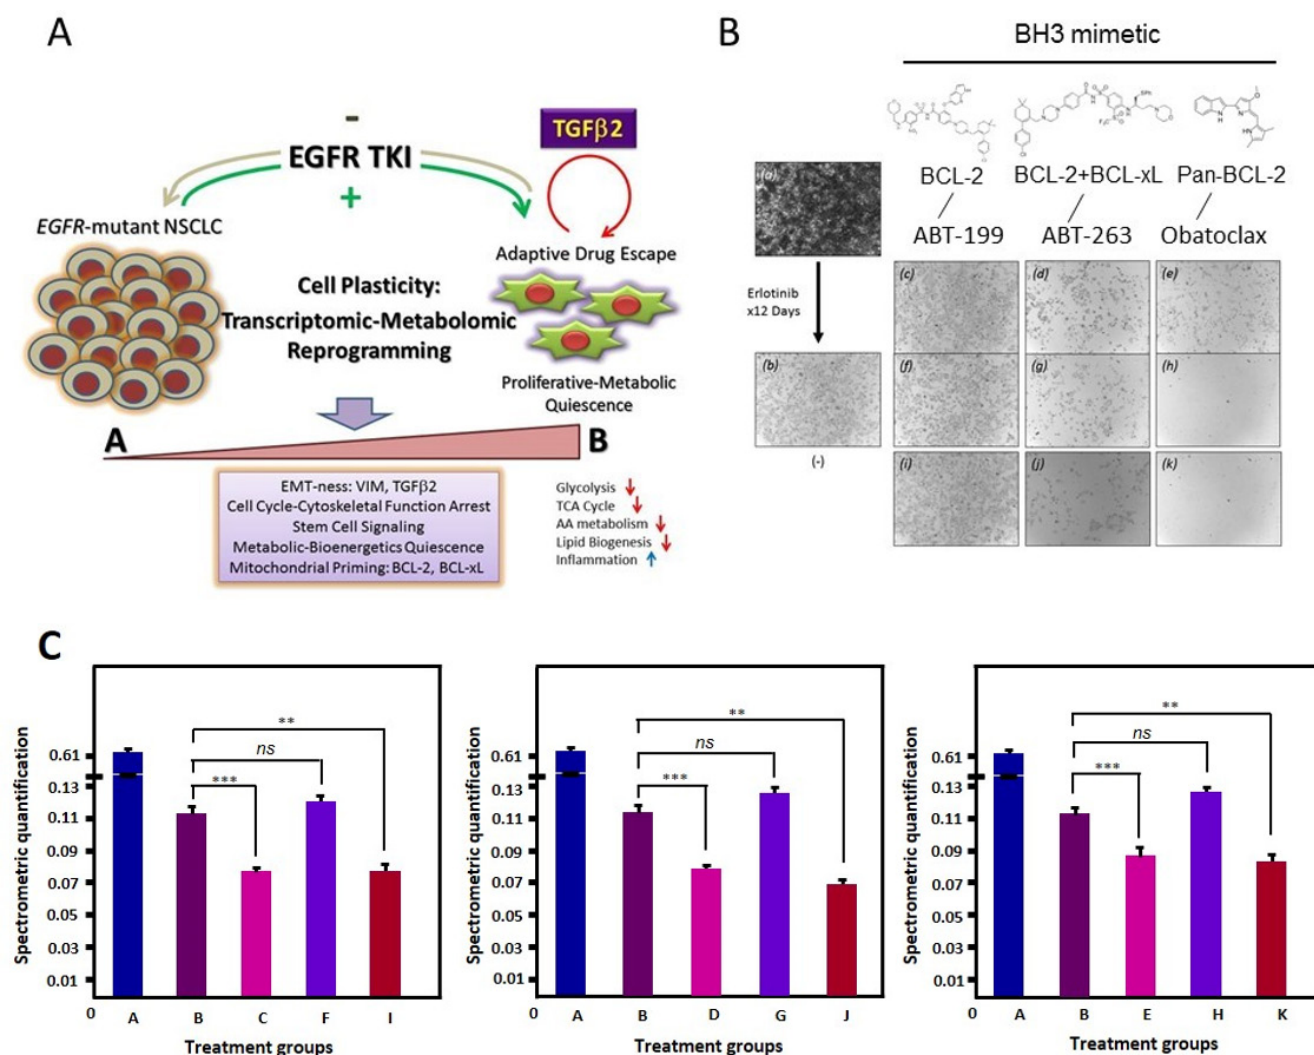 A
-
EGFR TKI
+
TGFβ2
EGFR-mutant NSCLC
Adaptive Drug Escape
Cell Plasticity:
Transcriptomic-Metabolomic
Reprogramming
Proliferative-Metabolic
Quiescence
A
B
EMT-ness: VIM, TGFβ2
Cell Cycle-Cytoskeletal Function Arrest
Stem Cell Signaling
Metabolic-Bioenergetics Quiescence
Mitochondrial Priming: BCL-2, BCL-xL
Glycolysis
TCA Cycle
AA metabolism
Lipid Biogenesis
Inflammation
B
BH3 mimetic
BCL-2
BCL-2+BCL-xL
Pan-BCL-2
ABT-199
ABT-263
Obatoclax
(a)
Erlotinib
x12 Days
(b)
(-)
(c)
(d)
(e)
(f)
(g)
(h)
(i)
(j)
(k)
C
Spectrometric quantification
0.61
0.13
0.11
0.09
0.07
0.05
0.03
0.01
0
**
ns
***
A B C F I
Treatment groups
Spectrometric quantification
0.61
0.13
0.11
0.09
0.07
0.05
0.03
0.01
0
**
ns
***
A B D G J
Treatment groups
Spectrometric quantification
0.61
0.13
0.11
0.09
0.07
0.05
0.03
0.01
0
**
ns
***
A B E H K
Treatment groups